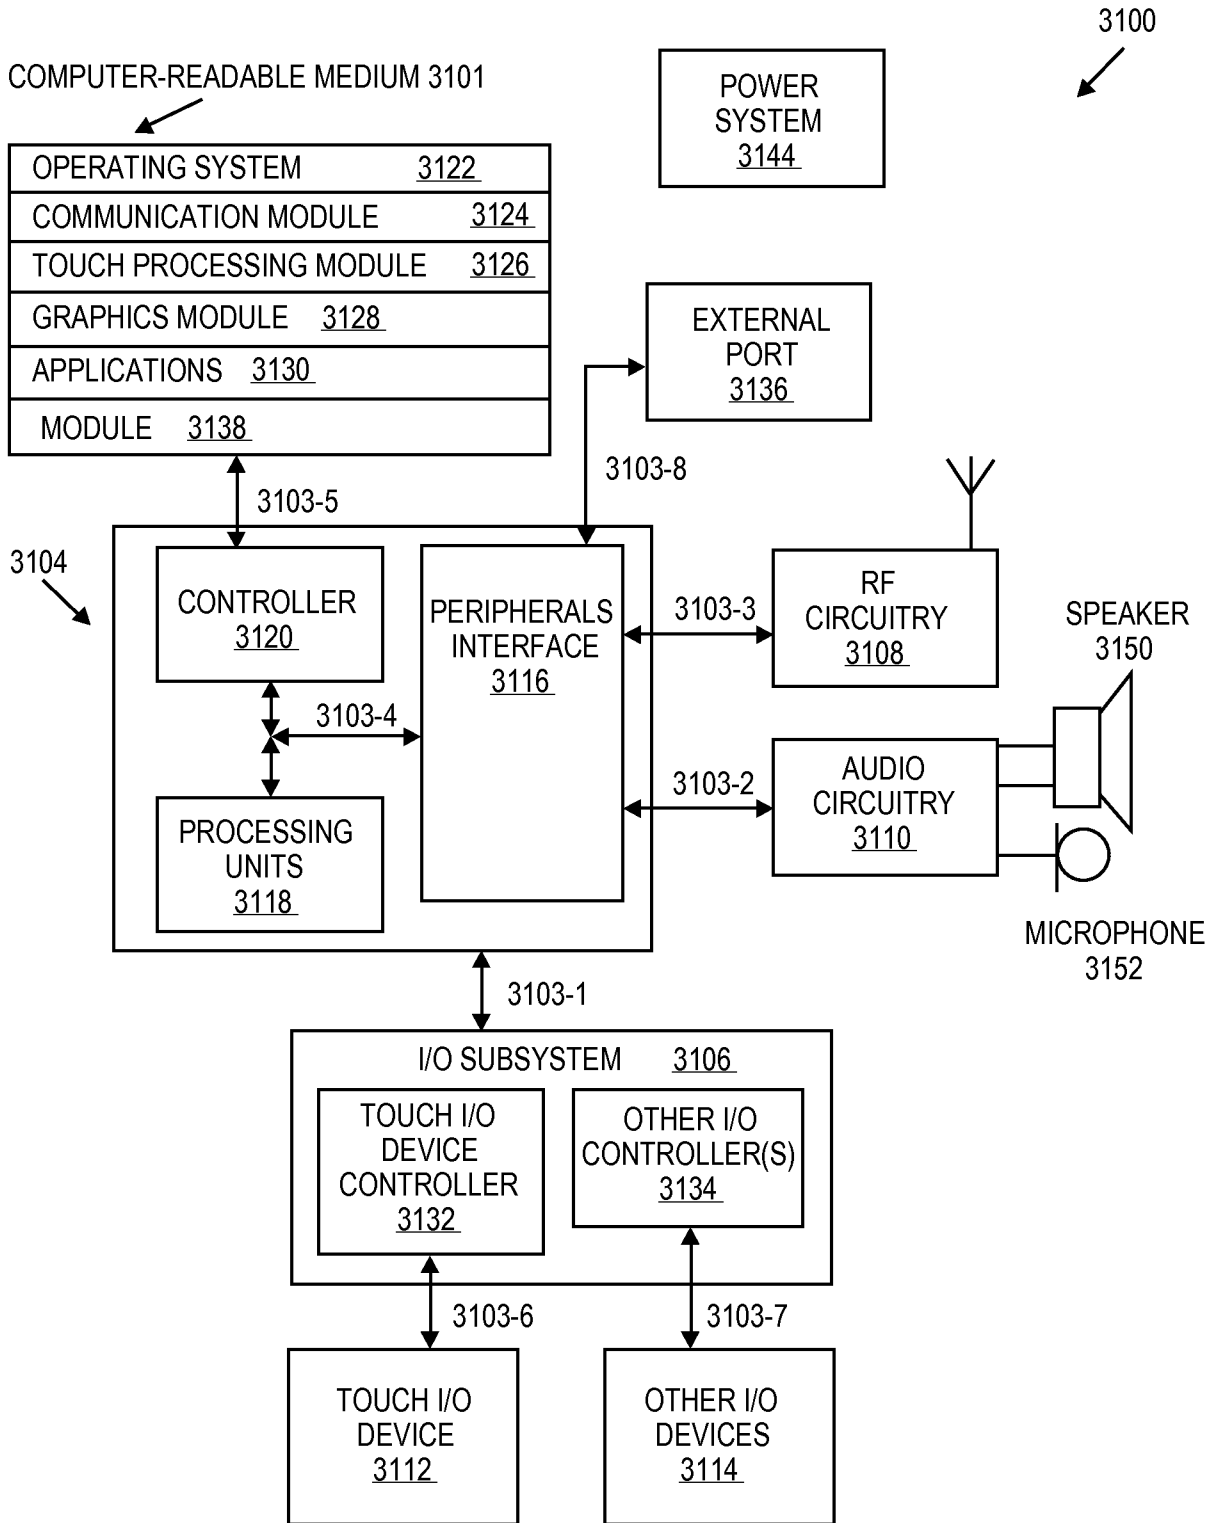 3100
COMPUTER-READABLE MEDIUM 3101
POWER
SYSTEM
3144
OPERATING SYSTEM 3122
COMMUNICATION MODULE 3124
TOUCH PROCESSING MODULE 3126
GRAPHICS MODULE 3128
APPLICATIONS 3130
MODULE 3138
EXTERNAL
PORT
3136
3103-5
3103-8
3104
CONTROLLER
3120
PERIPHERALS
INTERFACE
3116
3103-3
RF
CIRCUITRY
3108
SPEAKER
3150
3103-4
3103-2
AUDIO
CIRCUITRY
3110
PROCESSING
UNITS
3118
MICROPHONE
3152
3103-1
I/O SUBSYSTEM 3106
TOUCH I/O
DEVICE
CONTROLLER
3132
OTHER I/O
CONTROLLER(S)
3134
3103-6
3103-7
TOUCH I/O
DEVICE
3112
OTHER I/O
DEVICES
3114